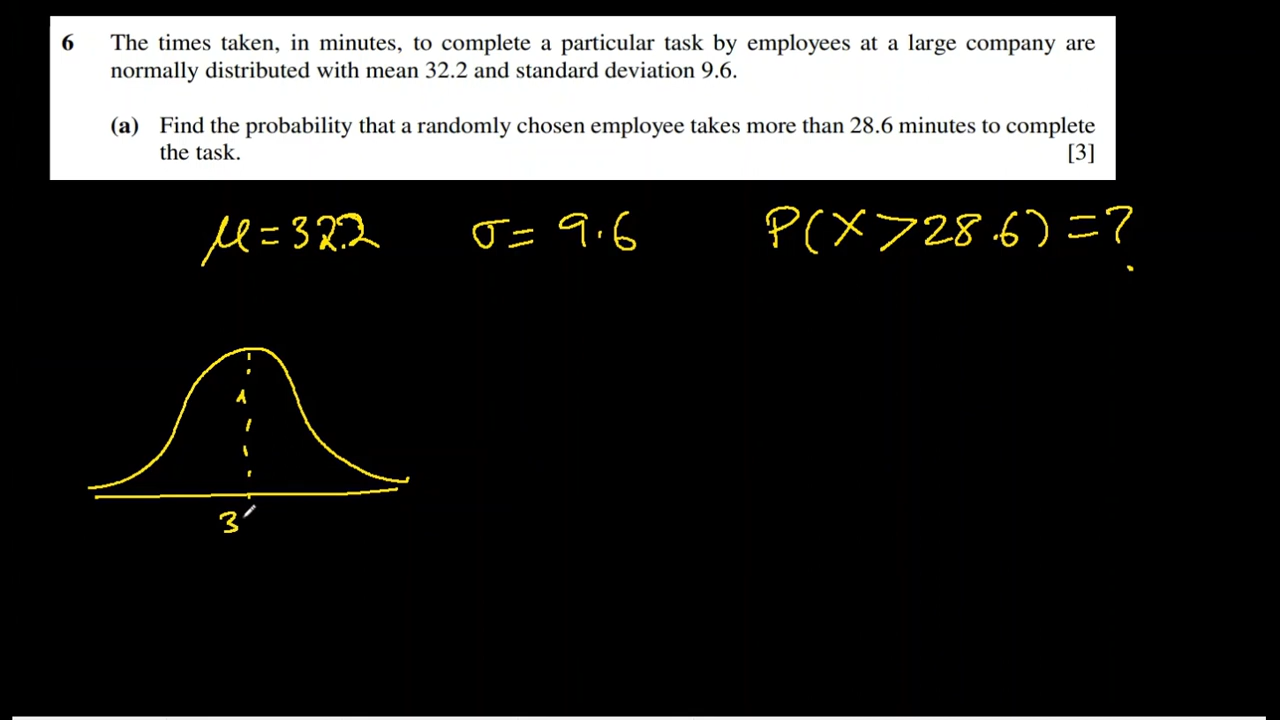 6 The times taken, in minutes, to complete a particular task by employees at a large company are
normally distributed with mean 32.2 and standard deviation 9.6.
(a) Find the probability that a randomly chosen employee takes more than 28.6 minutes to complete
the task. [3]
μ=32.2 σ=9.6 P(X>28.6)=?
3